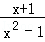 x+1
x² − 1